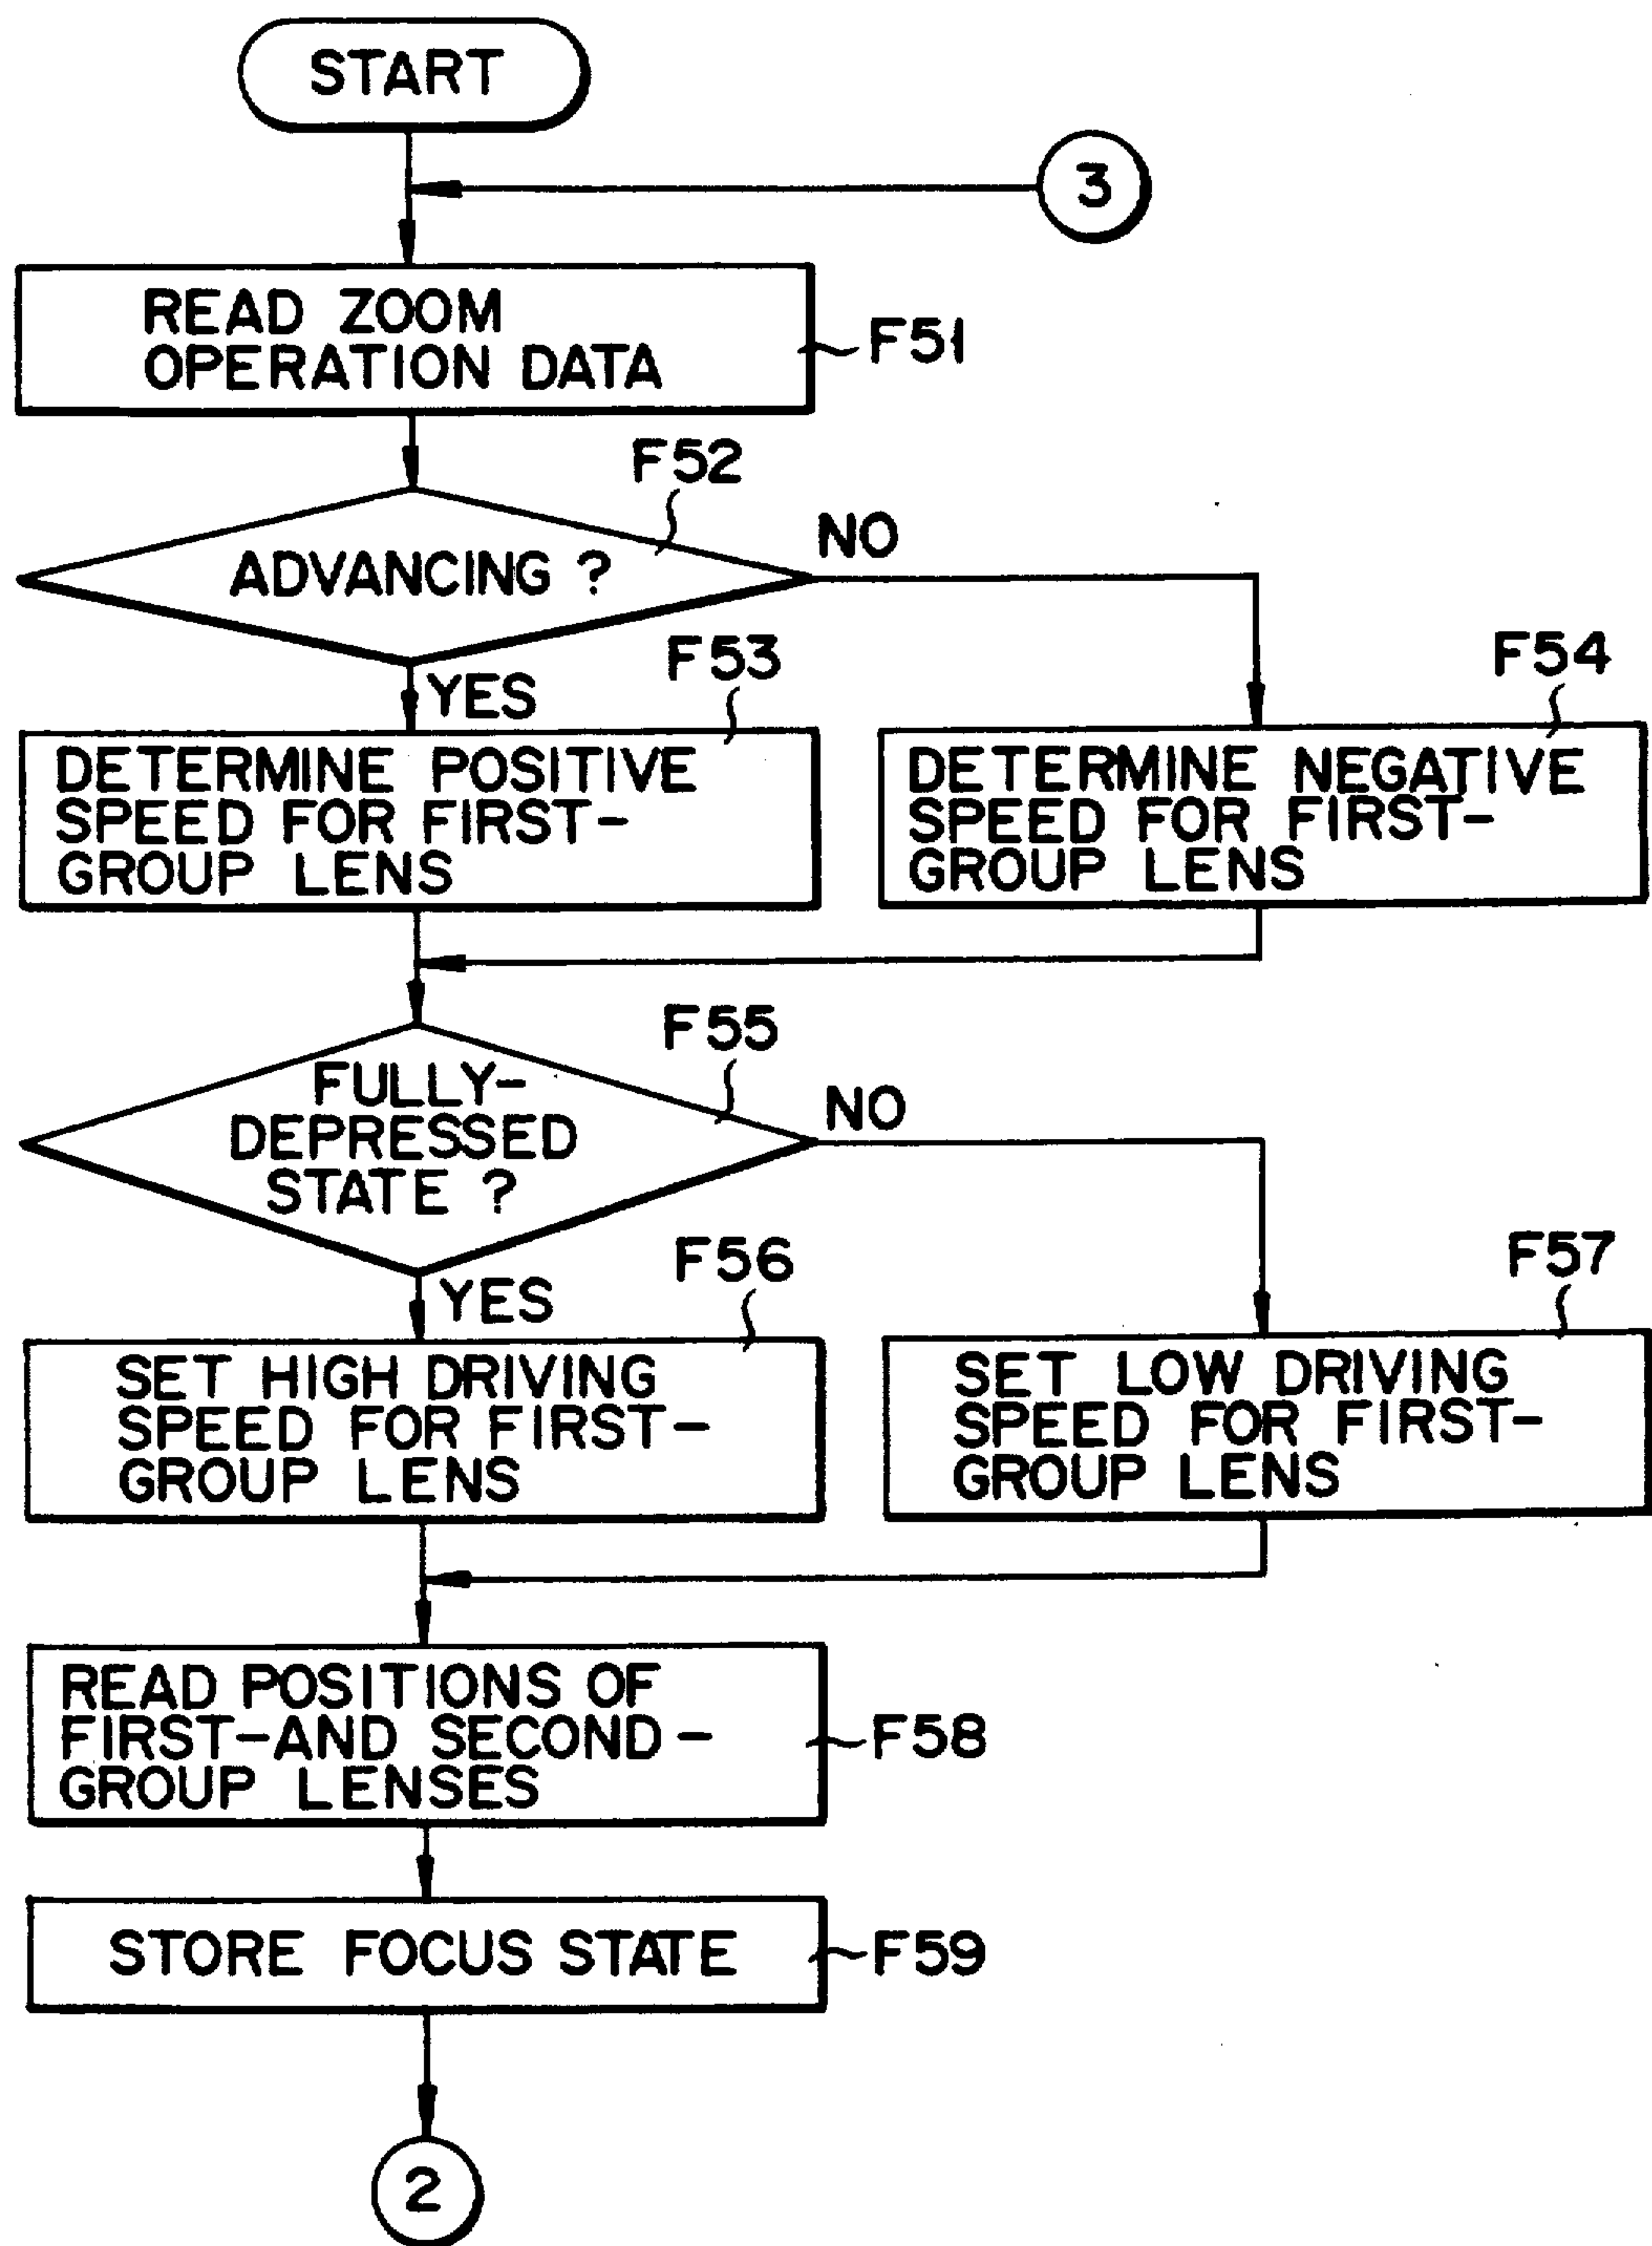 START
3
READ ZOOM
OPERATION DATA
F51
F52
ADVANCING ?
NO
YES
F53
DETERMINE POSITIVE
SPEED FOR FIRST-
GROUP LENS
F54
DETERMINE NEGATIVE
SPEED FOR FIRST-
GROUP LENS
F55
FULLY-
DEPRESSED
STATE ?
NO
YES
F56
SET HIGH DRIVING
SPEED FOR FIRST-
GROUP LENS
F57
SET LOW DRIVING
SPEED FOR FIRST-
GROUP LENS
READ POSITIONS OF
FIRST-AND SECOND-
GROUP LENSES
F58
STORE FOCUS STATE
F59
2